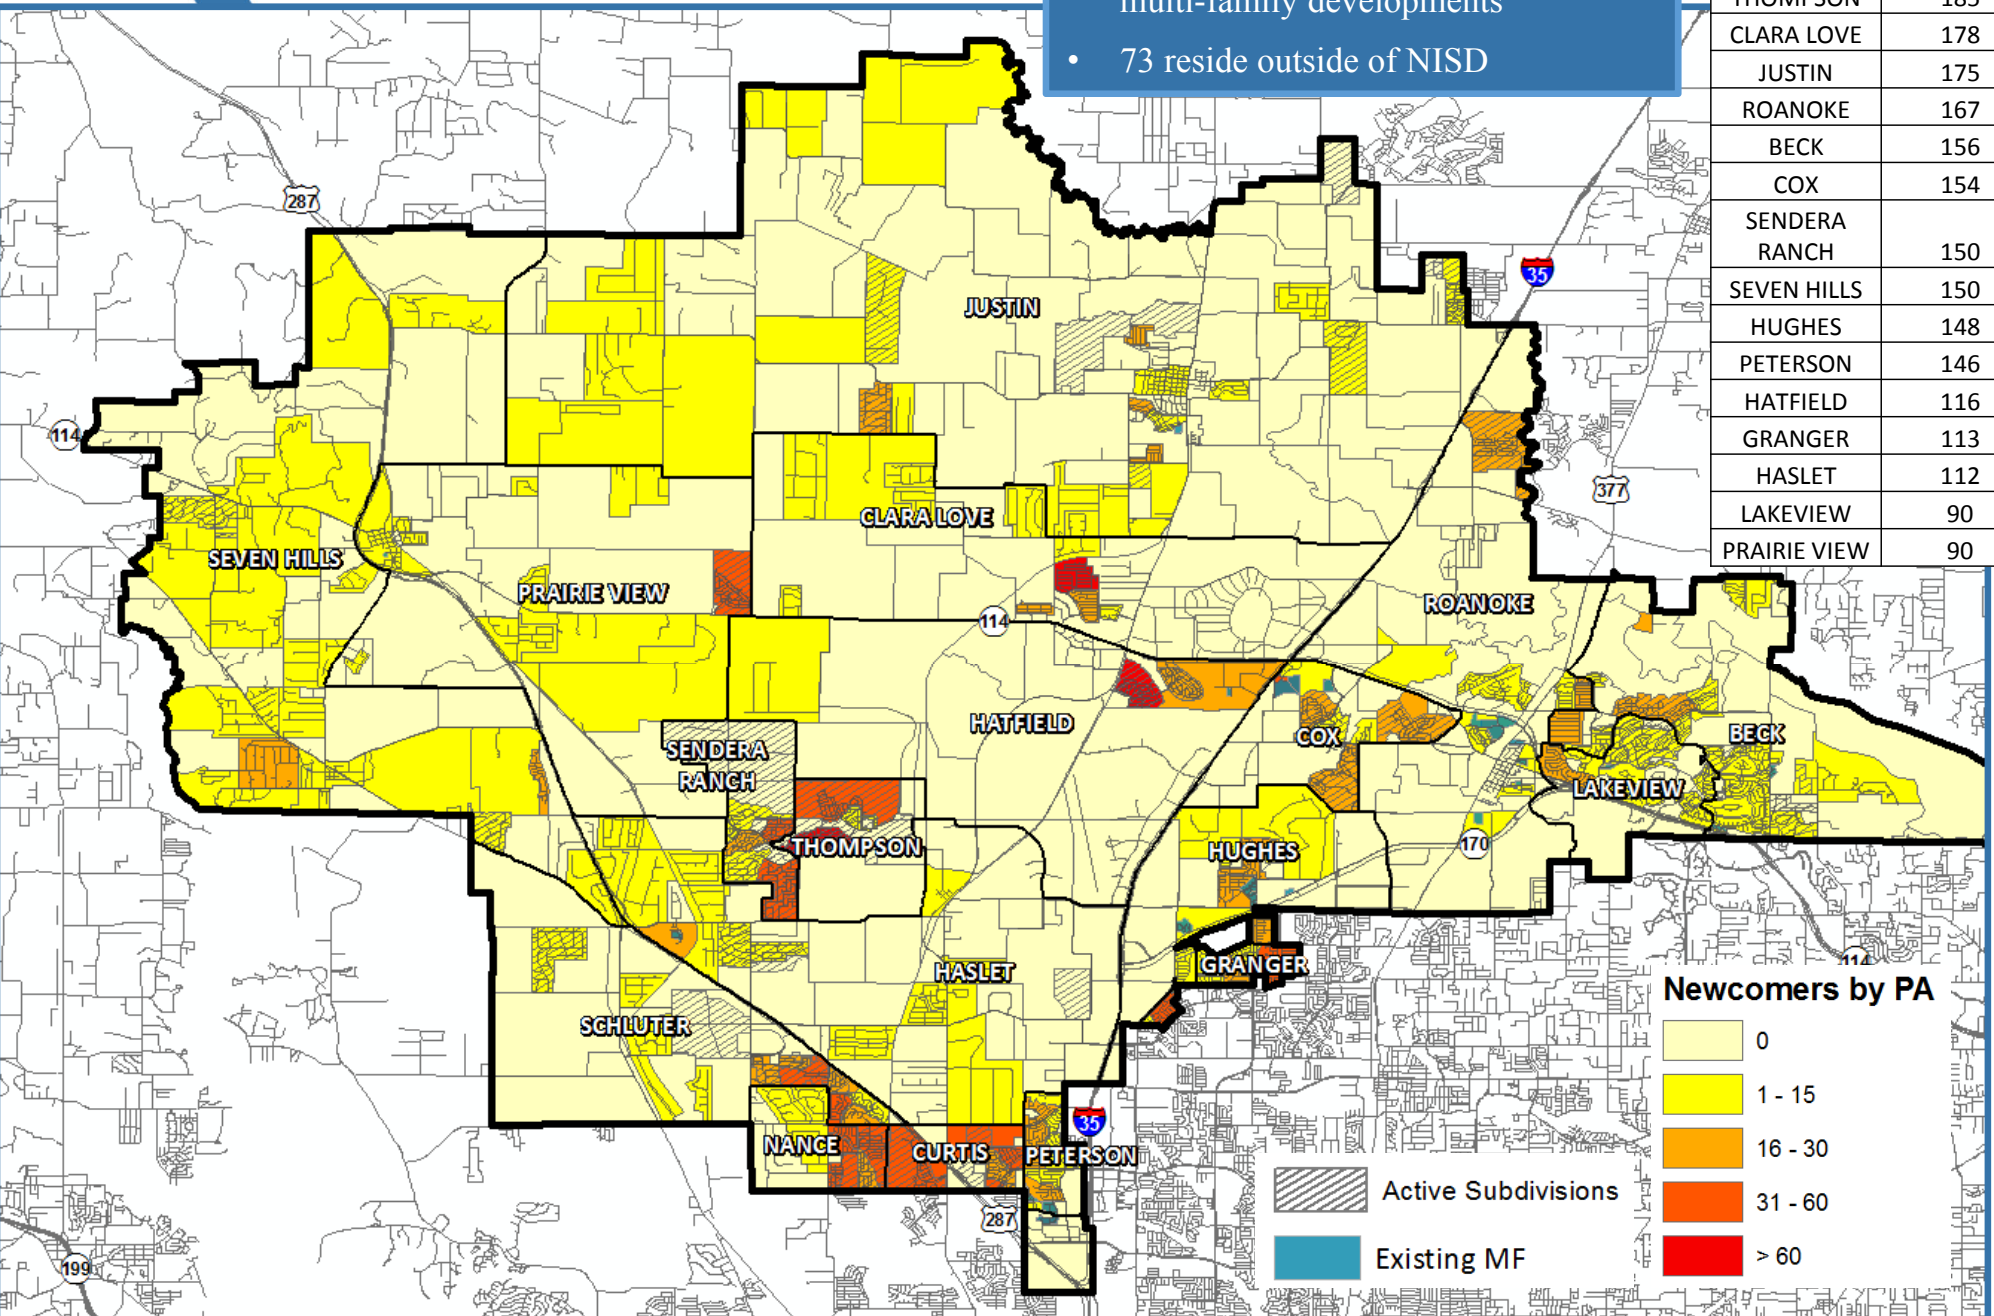 multi-family developments
• 73 reside outside of NISD
THOMPSON 185
CLARA LOVE 178
JUSTIN 175
ROANOKE 167
BECK 156
COX 154
SENDERA
RANCH 150
SEVEN HILLS 150
HUGHES 148
PETERSON 146
HATFIELD 116
GRANGER 113
HASLET 112
LAKEVIEW 90
PRAIRIE VIEW 90
287
35
JUSTIN
114
377
CLARA LOVE
SEVEN HILLS
PRAIRIE VIEW
ROANOKE
114
HATFIELD
COX
BECK
SENDERA
RANCH
LAKEVIEW
THOMPSON
HUGHES
170
HASLET
GRANGER
114
SCHLUTER
35
NANCE
CURTIS
PETERSON
287
199
Newcomers by PA
0
1 - 15
16 - 30
31 - 60
> 60
Active Subdivisions
Existing MF